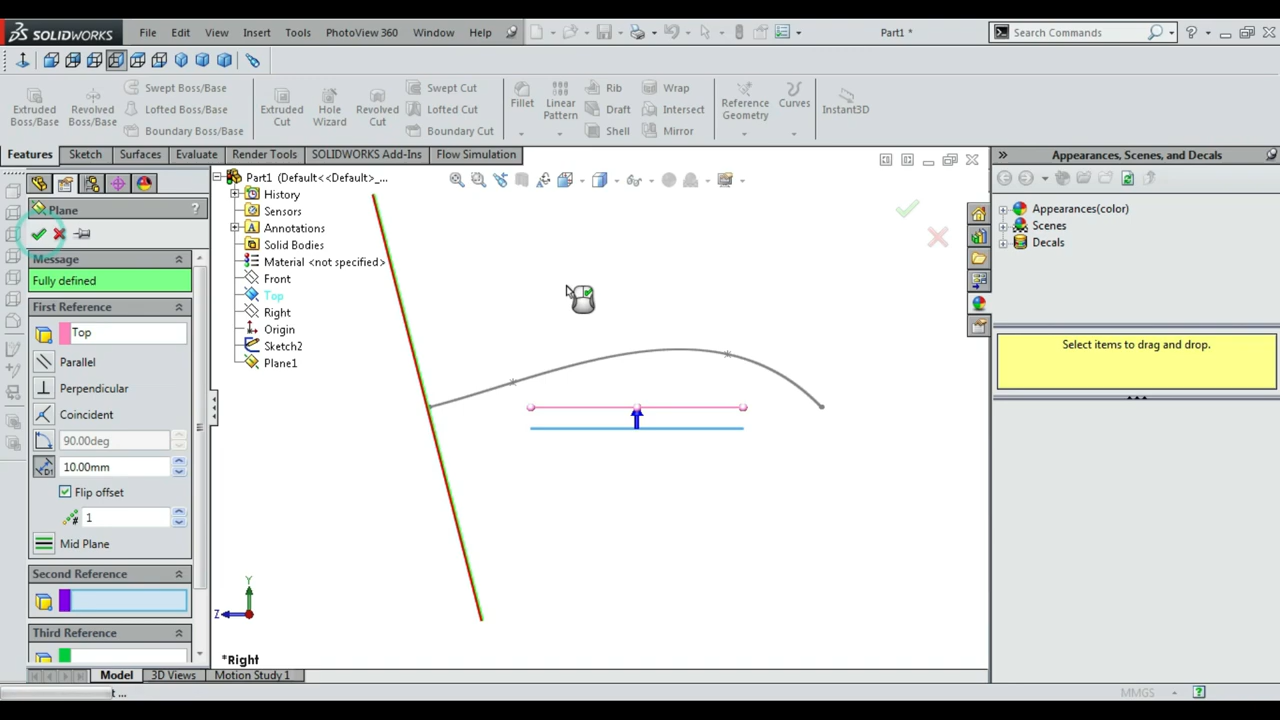 SOLIDWORKS File Edit View Insert Tools PhotoView 360 Window Help Part1 * Search Commands
Extruded Boss/Base Revolved Boss/Base Swept Boss/Base Lofted Boss/Base Boundary Boss/Base Extruded Cut Hole Wizard Revolved Cut Swept Cut Lofted Cut Boundary Cut Fillet Linear Pattern Rib Draft Shell Wrap Intersect Mirror Reference Geometry Curves Instant3D
Features Sketch Surfaces Evaluate Render Tools SOLIDWORKS Add-Ins Flow Simulation
Plane ?
Message
Fully defined
First Reference
Top
Parallel
Perpendicular
Coincident
90.00deg
10.00mm
Flip offset
1
Mid Plane
Second Reference
Third Reference
Part1 (Default<<Default>_...
History
Sensors
Annotations
Solid Bodies
Material <not specified>
Front
Top
Right
Origin
Sketch2
Plane1
Y
Z
*Right
Appearances, Scenes, and Decals
Appearances(color)
Scenes
Decals
Select items to drag and drop.
Model 3D Views Motion Study 1
... MMGS